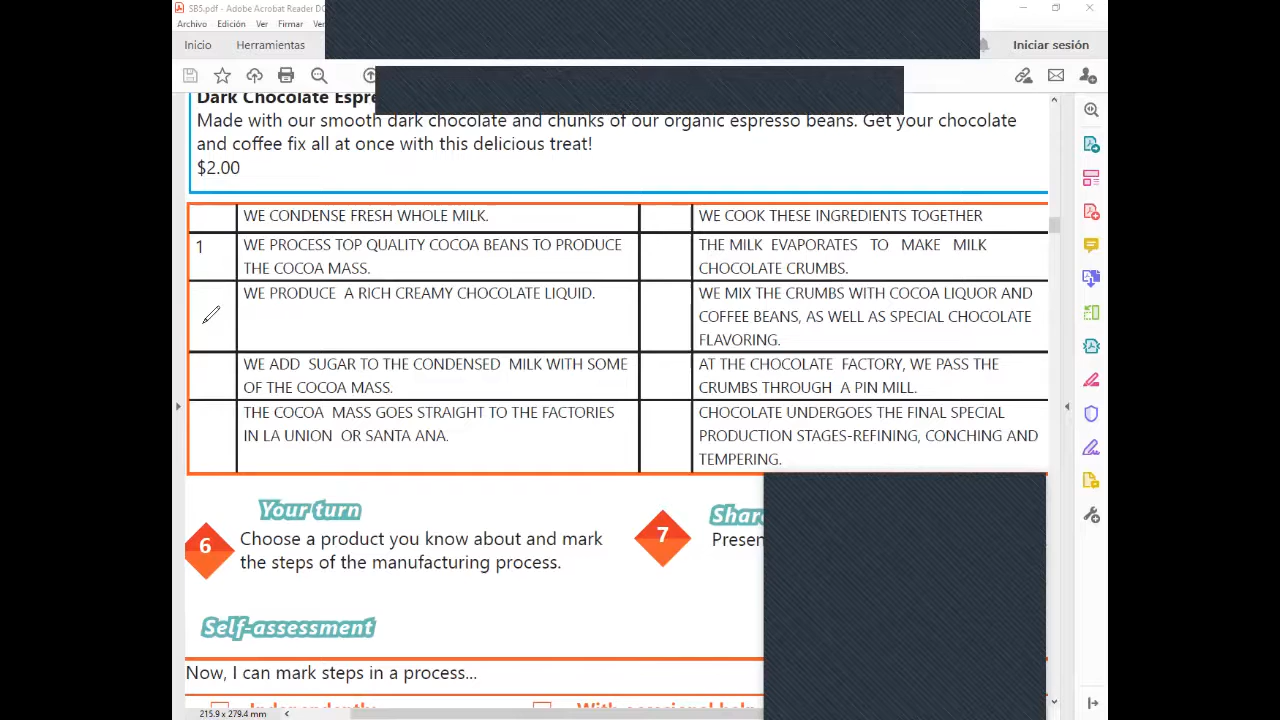 SB5.pdf - Adobe Acrobat Reader DC
Archivo Edición Ver Firmar
Inicio Herramientas Iniciar sesión
Dark Chocolate
Made with our smooth dark chocolate and chunks of our organic espresso beans. Get your chocolate
and coffee fix all at once with this delicious treat!
$2.00
WE CONDENSE FRESH WHOLE MILK.
WE COOK THESE INGREDIENTS TOGETHER
1
WE PROCESS TOP QUALITY COCOA BEANS TO PRODUCE
THE COCOA MASS.
THE MILK EVAPORATES TO MAKE MILK
CHOCOLATE CRUMBS.
WE PRODUCE A RICH CREAMY CHOCOLATE LIQUID.
WE MIX THE CRUMBS WITH COCOA LIQUOR AND
COFFEE BEANS, AS WELL AS SPECIAL CHOCOLATE
FLAVORING.
WE ADD SUGAR TO THE CONDENSED MILK WITH SOME
OF THE COCOA MASS.
AT THE CHOCOLATE FACTORY, WE PASS THE
CRUMBS THROUGH A PIN MILL.
THE COCOA MASS GOES STRAIGHT TO THE FACTORIES
IN LA UNION OR SANTA ANA.
CHOCOLATE UNDERGOES THE FINAL SPECIAL
PRODUCTION STAGES-REFINING, CONCHING AND
TEMPERING.
Your turn
6
Choose a product you know about and mark
the steps of the manufacturing process.
7
Self-assessment
Now, I can mark steps in a process...
Independently
With occasional help
215.9 x 279.4 mm